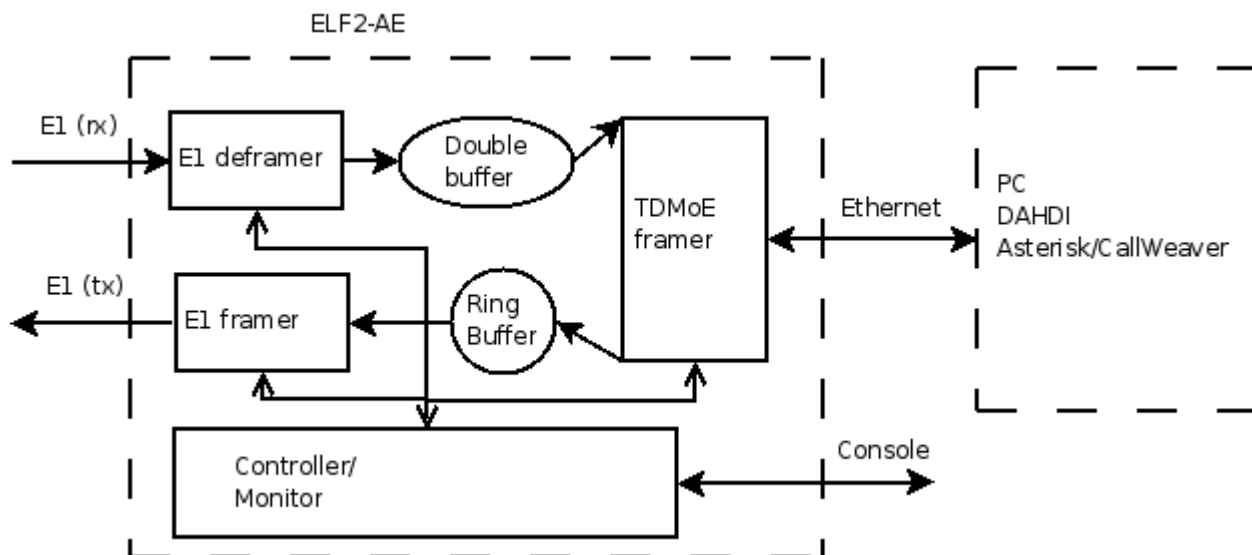 ELF2-AE
E1 (rx)
E1 deframer
Double
buffer
TDMoE
framer
Ethernet
PC
DAHDI
Asterisk/CallWeaver
E1 (tx)
E1 framer
Ring
Buffer
Controller/
Monitor
Console